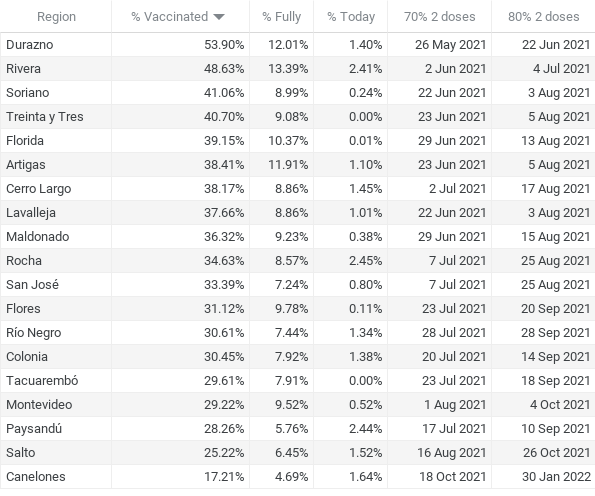 Region % Vaccinated % Fully % Today 70% 2 doses 80% 2 doses
Durazno 53.90% 12.01% 1.40% 26 May 2021 22 Jun 2021
Rivera 48.63% 13.39% 2.41% 2 Jun 2021 4 Jul 2021
Soriano 41.06% 8.99% 0.24% 22 Jun 2021 3 Aug 2021
Treinta y Tres 40.70% 9.08% 0.00% 23 Jun 2021 5 Aug 2021
Florida 39.15% 10.37% 0.01% 29 Jun 2021 13 Aug 2021
Artigas 38.41% 11.91% 1.10% 23 Jun 2021 5 Aug 2021
Cerro Largo 38.17% 8.86% 1.45% 2 Jul 2021 17 Aug 2021
Lavalleja 37.66% 8.86% 1.01% 22 Jun 2021 3 Aug 2021
Maldonado 36.32% 9.23% 0.38% 29 Jun 2021 15 Aug 2021
Rocha 34.63% 8.57% 2.45% 7 Jul 2021 25 Aug 2021
San José 33.39% 7.24% 0.80% 7 Jul 2021 25 Aug 2021
Flores 31.12% 9.78% 0.11% 23 Jul 2021 20 Sep 2021
Río Negro 30.61% 7.44% 1.34% 28 Jul 2021 28 Sep 2021
Colonia 30.45% 7.92% 1.38% 20 Jul 2021 14 Sep 2021
Tacuarembó 29.61% 7.91% 0.00% 23 Jul 2021 18 Sep 2021
Montevideo 29.22% 9.52% 0.52% 1 Aug 2021 4 Oct 2021
Paysandú 28.26% 5.76% 2.44% 17 Jul 2021 10 Sep 2021
Salto 25.22% 6.45% 1.52% 16 Aug 2021 26 Oct 2021
Canelones 17.21% 4.69% 1.64% 18 Oct 2021 30 Jan 2022